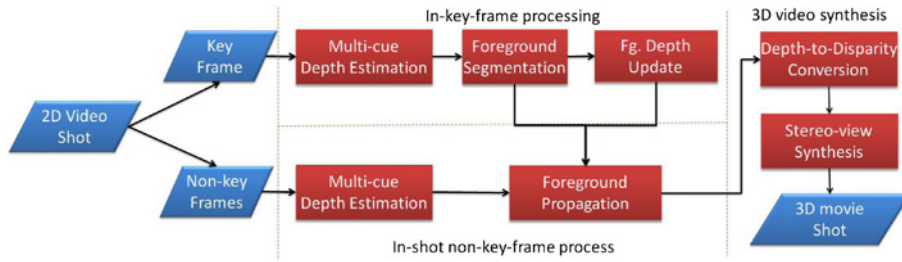 In-key-frame processing
3D video synthesis
Key
Frame
Multi-cue
Depth Estimation
Foreground
Segmentation
Fg. Depth
Update
Depth-to-Disparity
Conversion
2D Video
Shot
Stereo-view
Synthesis
Non-key
Frames
Multi-cue
Depth Estimation
Foreground
Propagation
3D movie
Shot
In-shot non-key-frame process